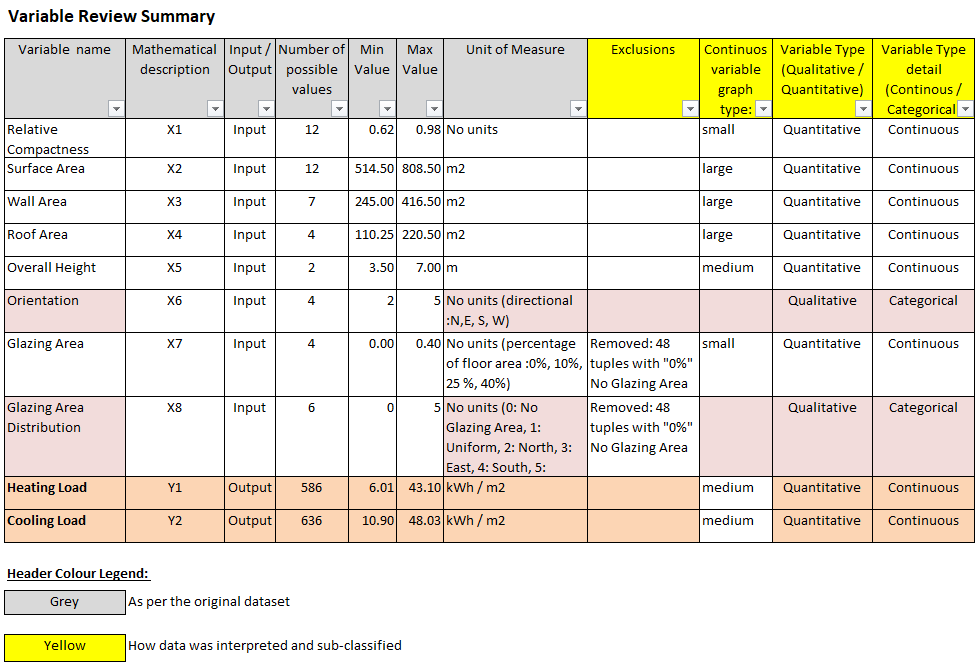 Variable Review Summary
Variable name Mathematical description Input / Output Number of possible values Min Value Max Value Unit of Measure Exclusions Continuos variable graph type: Variable Type (Qualitative / Quantitative) Variable Type detail (Continous / Categorical
Relative Compactness X1 Input 12 0.62 0.98 No units small Quantitative Continuous
Surface Area X2 Input 12 514.50 808.50 m2 large Quantitative Continuous
Wall Area X3 Input 7 245.00 416.50 m2 large Quantitative Continuous
Roof Area X4 Input 4 110.25 220.50 m2 large Quantitative Continuous
Overall Height X5 Input 2 3.50 7.00 m medium Quantitative Continuous
Orientation X6 Input 4 2 5 No units (directional :N,E, S, W) Qualitative Categorical
Glazing Area X7 Input 4 0.00 0.40 No units (percentage of floor area :0%, 10%, 25 %, 40%) Removed: 48 tuples with "0%" No Glazing Area small Quantitative Continuous
Glazing Area Distribution X8 Input 6 0 5 No units (0: No Glazing Area, 1: Uniform, 2: North, 3: East, 4: South, 5: Removed: 48 tuples with "0%" No Glazing Area Qualitative Categorical
Heating Load Y1 Output 586 6.01 43.10 kWh / m2 medium Quantitative Continuous
Cooling Load Y2 Output 636 10.90 48.03 kWh / m2 medium Quantitative Continuous
Header Colour Legend:
Grey As per the original dataset
Yellow How data was interpreted and sub-classified